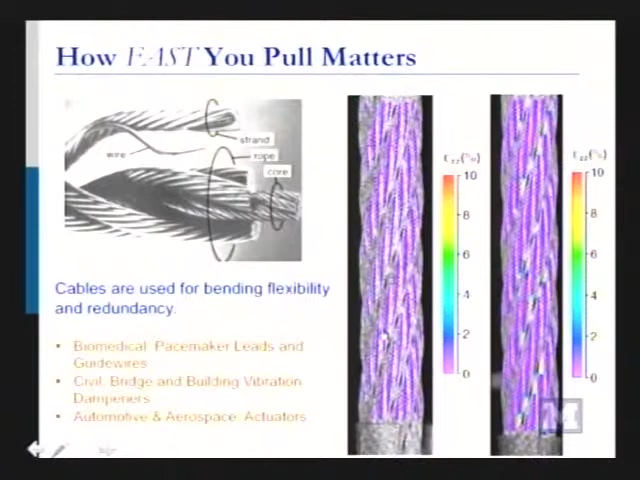 How FAST You Pull Matters
strand
wire
rope
core
εzz(%)
10
8
6
4
2
0
εzz(%)
10
8
6
4
2
0
Cables are used for bending flexibility
and redundancy.
• Biomedical: Pacemaker Leads and
Guidewires
• Civil: Bridge and Building Vibration
Dampeners
• Automotive & Aerospace: Actuators
M